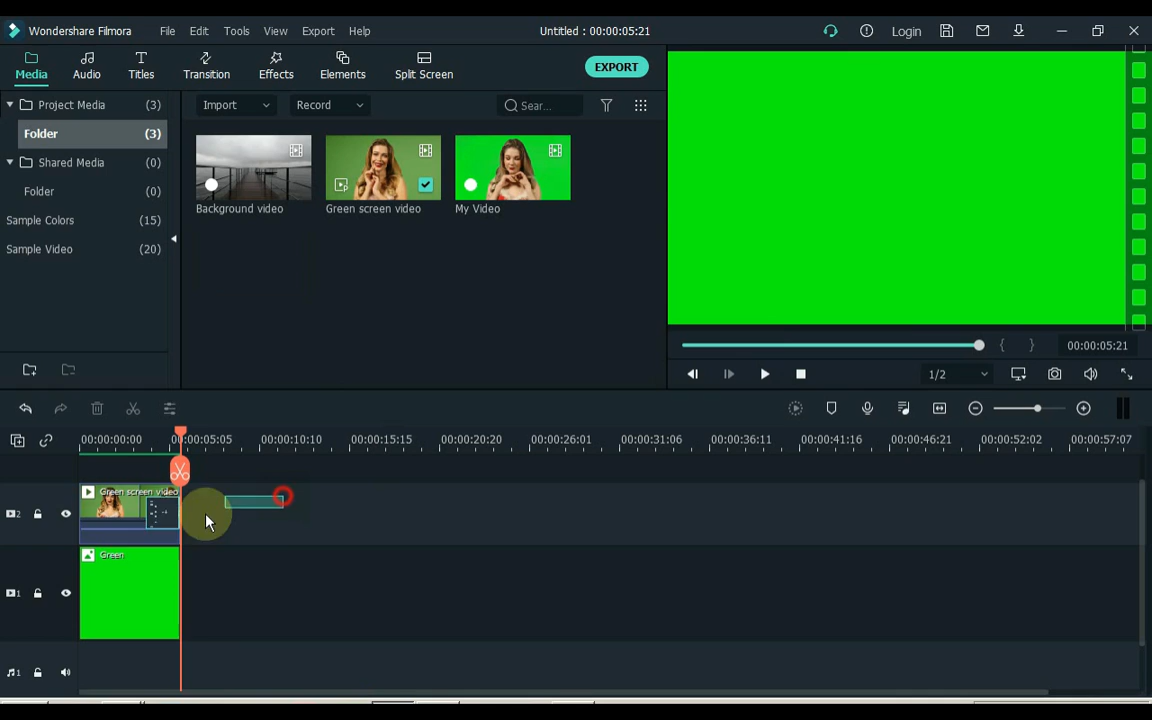 Wondershare Filmora File Edit Tools View Export Help Untitled : 00:00:05:21 Login
Media Audio Titles Transition Effects Elements Split Screen EXPORT
Project Media (3) Import Record Sear...
Folder (3)
Shared Media (0)
Folder (0)
Background video Green screen video My Video
Sample Colors (15)
Sample Video (20)
{ } 00:00:05:21
1/2
00:00:00:00 00:00:05:05 00:00:10:10 00:00:15:15 00:00:20:20 00:00:26:01 00:00:31:06 00:00:36:11 00:00:41:16 00:00:46:21 00:00:52:02 00:00:57:07
Green screen video
2
Green
1
1